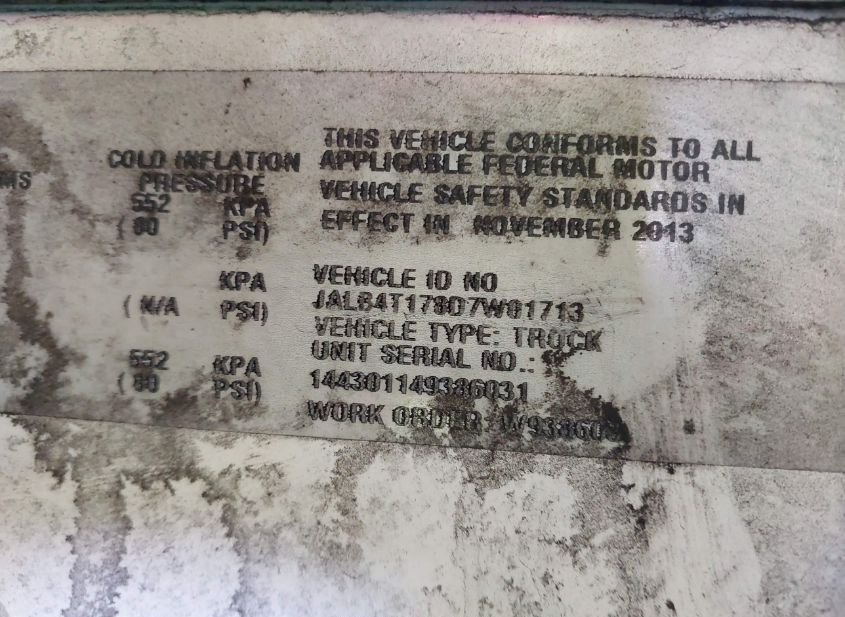 MS
COLD INFLATION
PRESSURE
552 KPA
( 80 PSI)
KPA
( N/A PSI)
552 KPA
( 80 PSI)
THIS VEHICLE CONFORMS TO ALL
APPLICABLE FEDERAL MOTOR
VEHICLE SAFETY STANDARDS IN
EFFECT IN NOVEMBER 2013
VEHICLE ID NO
JALB4T178D7W01713
VEHICLE TYPE: TRUCK
UNIT SERIAL NO.:
144301149386031
WORK ORDER: